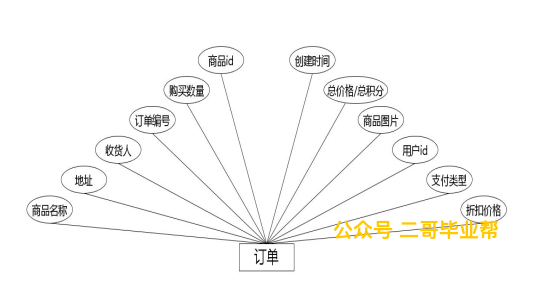 商品id
创建时间
购买数量
总价格/总积分
订单编号
商品图片
收货人
用户id
地址
支付类型
商品名称
折扣价格
公众号 二哥毕业帮
订单